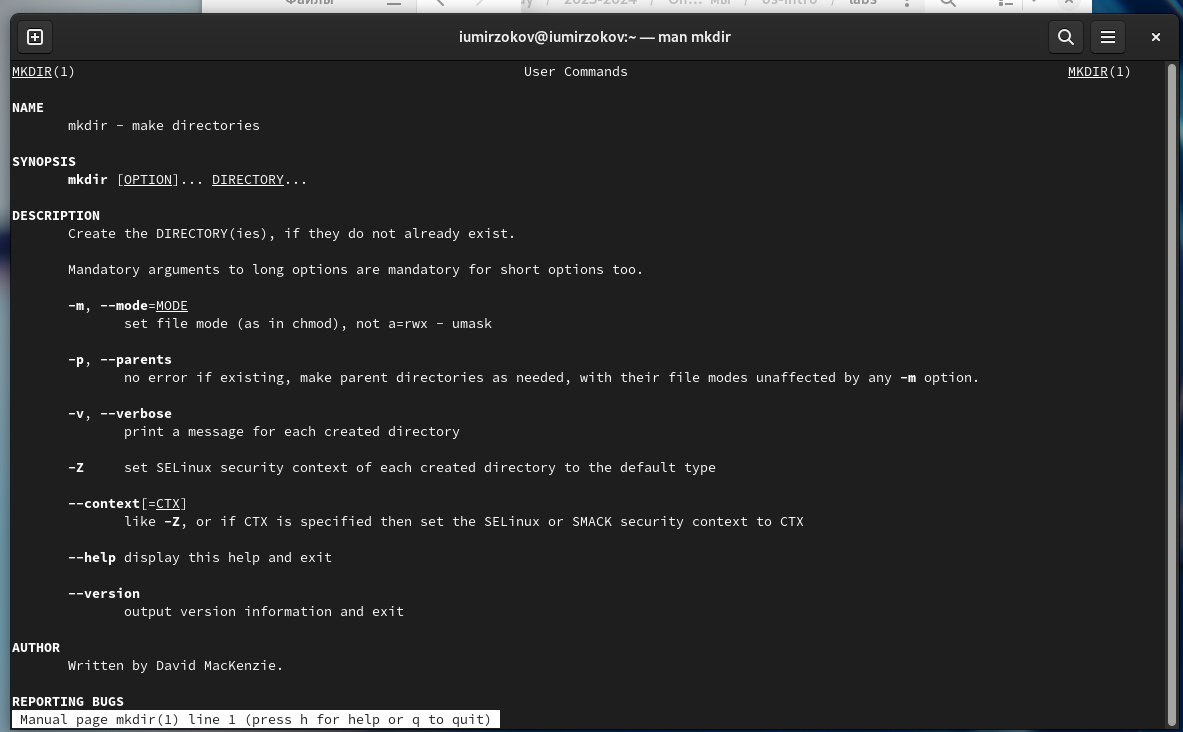 Файлы
2023-2024 / Оп... мы / os-intro / labs
iumirzokov@iumirzokov:~ — man mkdir
MKDIR(1) User Commands MKDIR(1)
NAME
mkdir - make directories
SYNOPSIS
mkdir [OPTION]... DIRECTORY...
DESCRIPTION
Create the DIRECTORY(ies), if they do not already exist.
Mandatory arguments to long options are mandatory for short options too.
-m, --mode=MODE
set file mode (as in chmod), not a=rwx - umask
-p, --parents
no error if existing, make parent directories as needed, with their file modes unaffected by any -m option.
-v, --verbose
print a message for each created directory
-Z set SELinux security context of each created directory to the default type
--context[=CTX]
like -Z, or if CTX is specified then set the SELinux or SMACK security context to CTX
--help display this help and exit
--version
output version information and exit
AUTHOR
Written by David MacKenzie.
REPORTING BUGS
Manual page mkdir(1) line 1 (press h for help or q to quit)